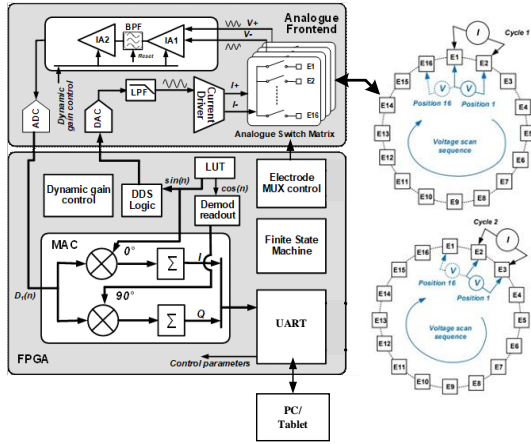 Analogue
Frontend
BPF
IA2
IA1
Reset
V+
V-
Dynamic
gain control
ADC
DAC
LPF
Current
Driver
I+
I-
E1
E2
E16
Analogue Switch Matrix
LUT
sin(n)
cos(n)
Dynamic gain
control
DDS
Logic
Demod
readout
Electrode
MUX control
MAC
0°
Σ
I
90°
Σ
Q
D₁(n)
Finite State
Machine
UART
FPGA
Control parameters
PC/
Tablet
Cycle 1
I
E16
E1
E2
E15
E3
V
V
Position 16
Position 1
E14
E4
E13
E5
Voltage scan
sequence
E12
E6
E11
E7
E10
E9
E8
Cycle 2
I
E1
E16
E2
E15
V
V
E3
Position 16
Position 1
E14
E4
E13
E5
Voltage scan
sequence
E12
E6
E11
E7
E10
E9
E8